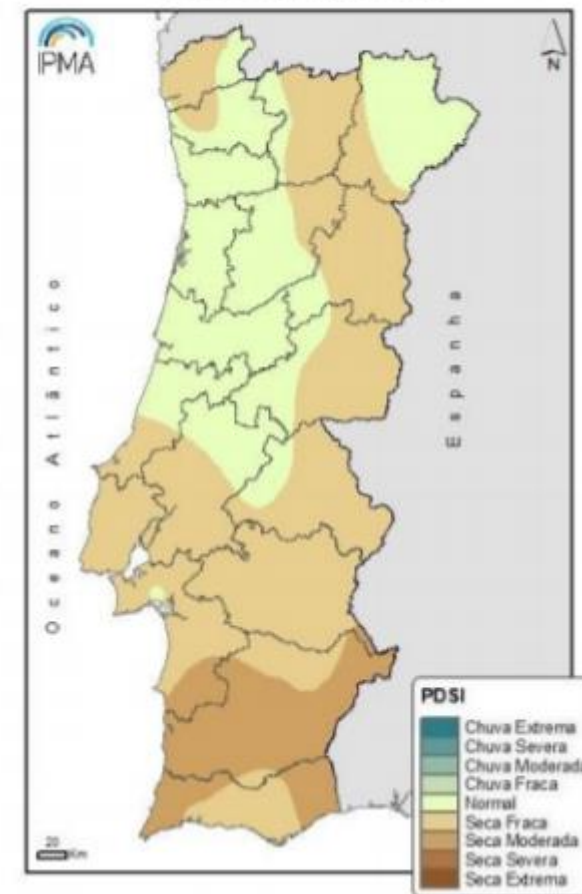 IPMA
N
Oceano Atlântico
Espanha
20
Km
PDSI
Chuva Extrema
Chuva Severa
Chuva Moderada
Chuva Fraca
Normal
Seca Fraca
Seca Moderada
Seca Severa
Seca Extrema